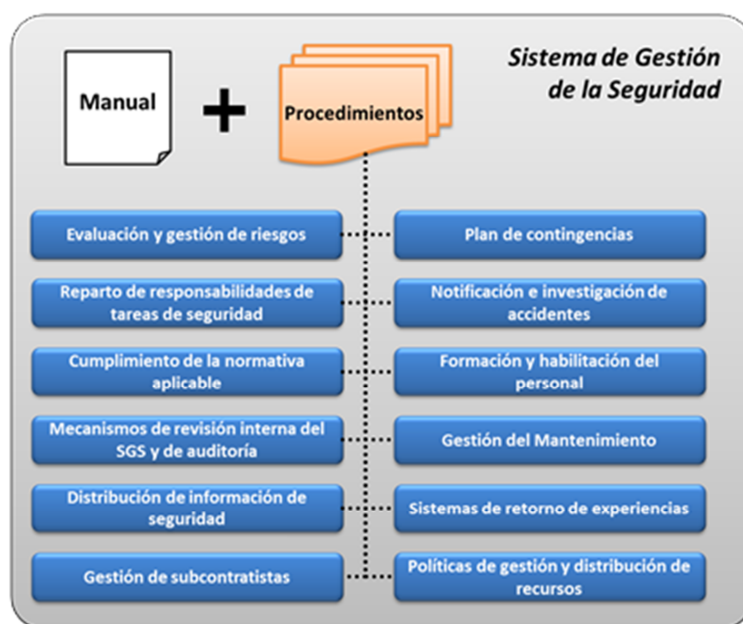 Sistema de Gestión
de la Seguridad
Manual
+
Procedimientos
Evaluación y gestión de riesgos
Plan de contingencias
Reparto de responsabilidades de
tareas de seguridad
Notificación e investigación de
accidentes
Cumplimiento de la normativa
aplicable
Formación y habilitación del
personal
Mecanismos de revisión interna del
SGS y de auditoría
Gestión del Mantenimiento
Distribución de información de
seguridad
Sistemas de retorno de experiencias
Gestión de subcontratistas
Políticas de gestión y distribución de
recursos